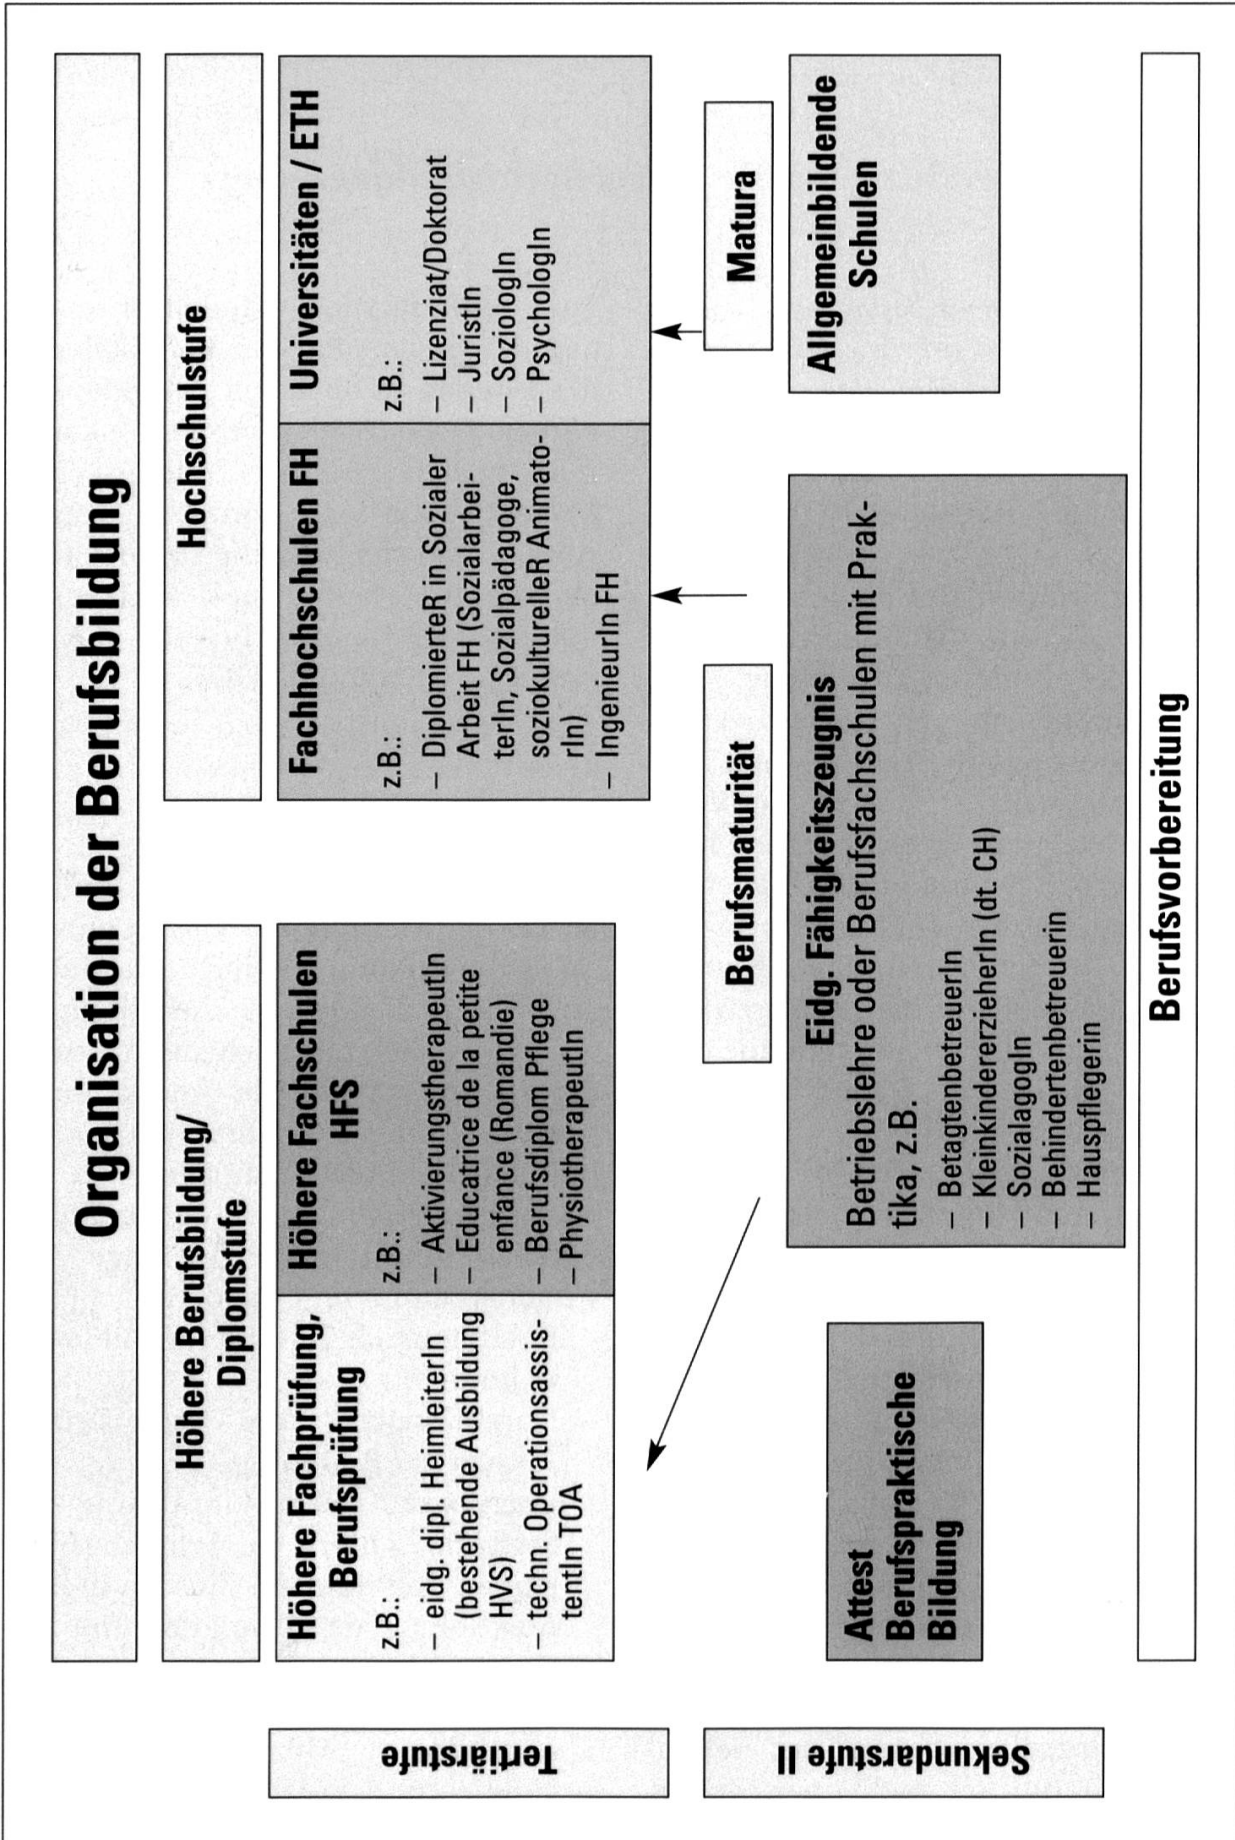 Organisation der Berufsbildung
Höhere Berufsbildung/
Diplomstufe
Hochschulstufe
Tertiärstufe
Höhere Fachprüfung,
Berufsprüfung
z.B.:
– eidg. dipl. HeimleiterIn
(bestehende Ausbildung
HVS)
– techn. Operationsassis-
tentIn TOA
Höhere Fachschulen
HFS
z.B.:
– AktivierungstherapeutIn
– Educatrice de la petite
enfance (Romandie)
– Berufsdiplom Pflege
– PhysiotherapeutIn
Fachhochschulen FH
z.B.:
– DiplomierteR in Sozialer
Arbeit FH (Sozialarbei-
terIn, Sozialpädagoge,
soziokulturelleR Animato-
rIn)
– IngenieurIn FH
Universitäten / ETH
z.B.:
– Lizenziat/Doktorat
– JuristIn
– SoziologIn
– PsychologIn
Sekundarstufe II
Berufsmaturität
Matura
Attest
Berufspraktische
Bildung
Eidg. Fähigkeitszeugnis
Betriebslehre oder Berufsfachschulen mit Prak-
tika, z.B.
– BetagtenbetreuerIn
– KleinkindererzieherIn (dt. CH)
– SozialagogIn
– Behindertenbetreuerin
– Hauspflegerin
Allgemeinbildende
Schulen
Berufsvorbereitung